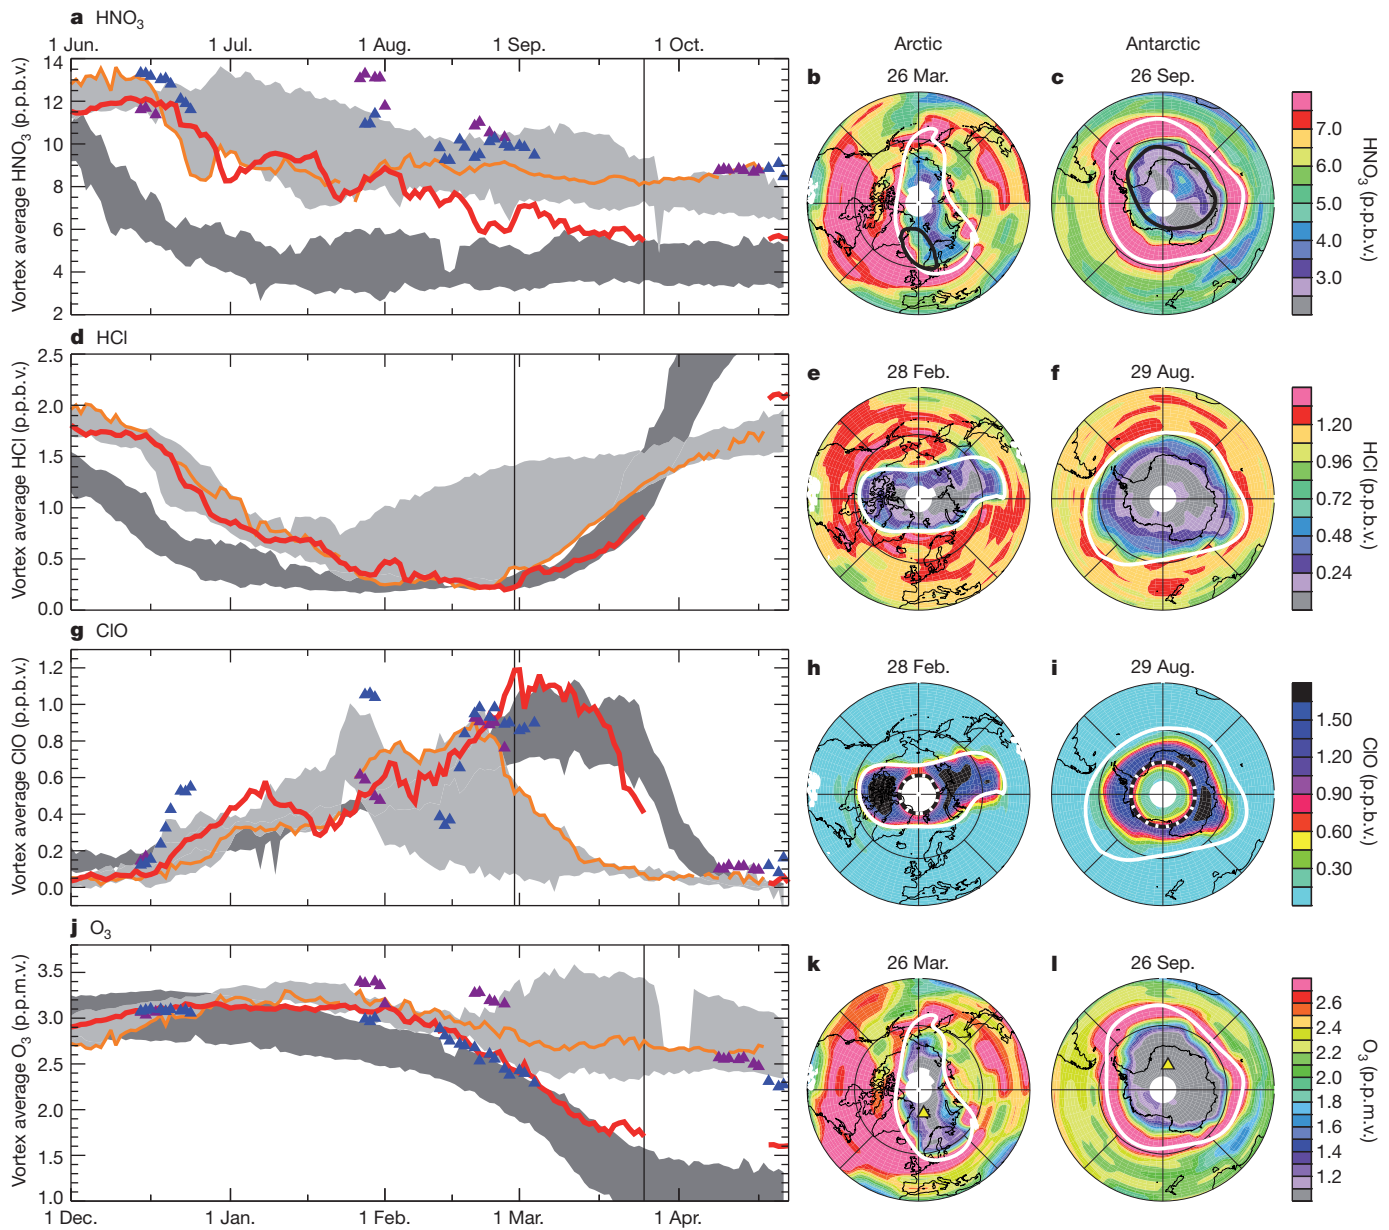 a HNO3
1 Jun. 1 Jul. 1 Aug. 1 Sep. 1 Oct.
Vortex average HNO3 (p.p.b.v.)
14
12
10
8
6
4
2
Arctic
Antarctic
b 26 Mar.
c 26 Sep.
7.0
6.0
5.0
4.0
3.0
HNO3 (p.p.b.v.)
d HCl
Vortex average HCl (p.p.b.v.)
2.5
2.0
1.5
1.0
0.5
0.0
e 28 Feb.
f 29 Aug.
1.20
0.96
0.72
0.48
0.24
HCl (p.p.b.v.)
g ClO
Vortex average ClO (p.p.b.v.)
1.2
1.0
0.8
0.6
0.4
0.2
0.0
h 28 Feb.
i 29 Aug.
1.50
1.20
0.90
0.60
0.30
ClO (p.p.b.v.)
j O3
Vortex average O3 (p.p.m.v.)
3.5
3.0
2.5
2.0
1.5
1.0
1 Dec. 1 Jan. 1 Feb. 1 Mar. 1 Apr.
k 26 Mar.
l 26 Sep.
2.6
2.4
2.2
2.0
1.8
1.6
1.4
1.2
O3 (p.p.m.v.)